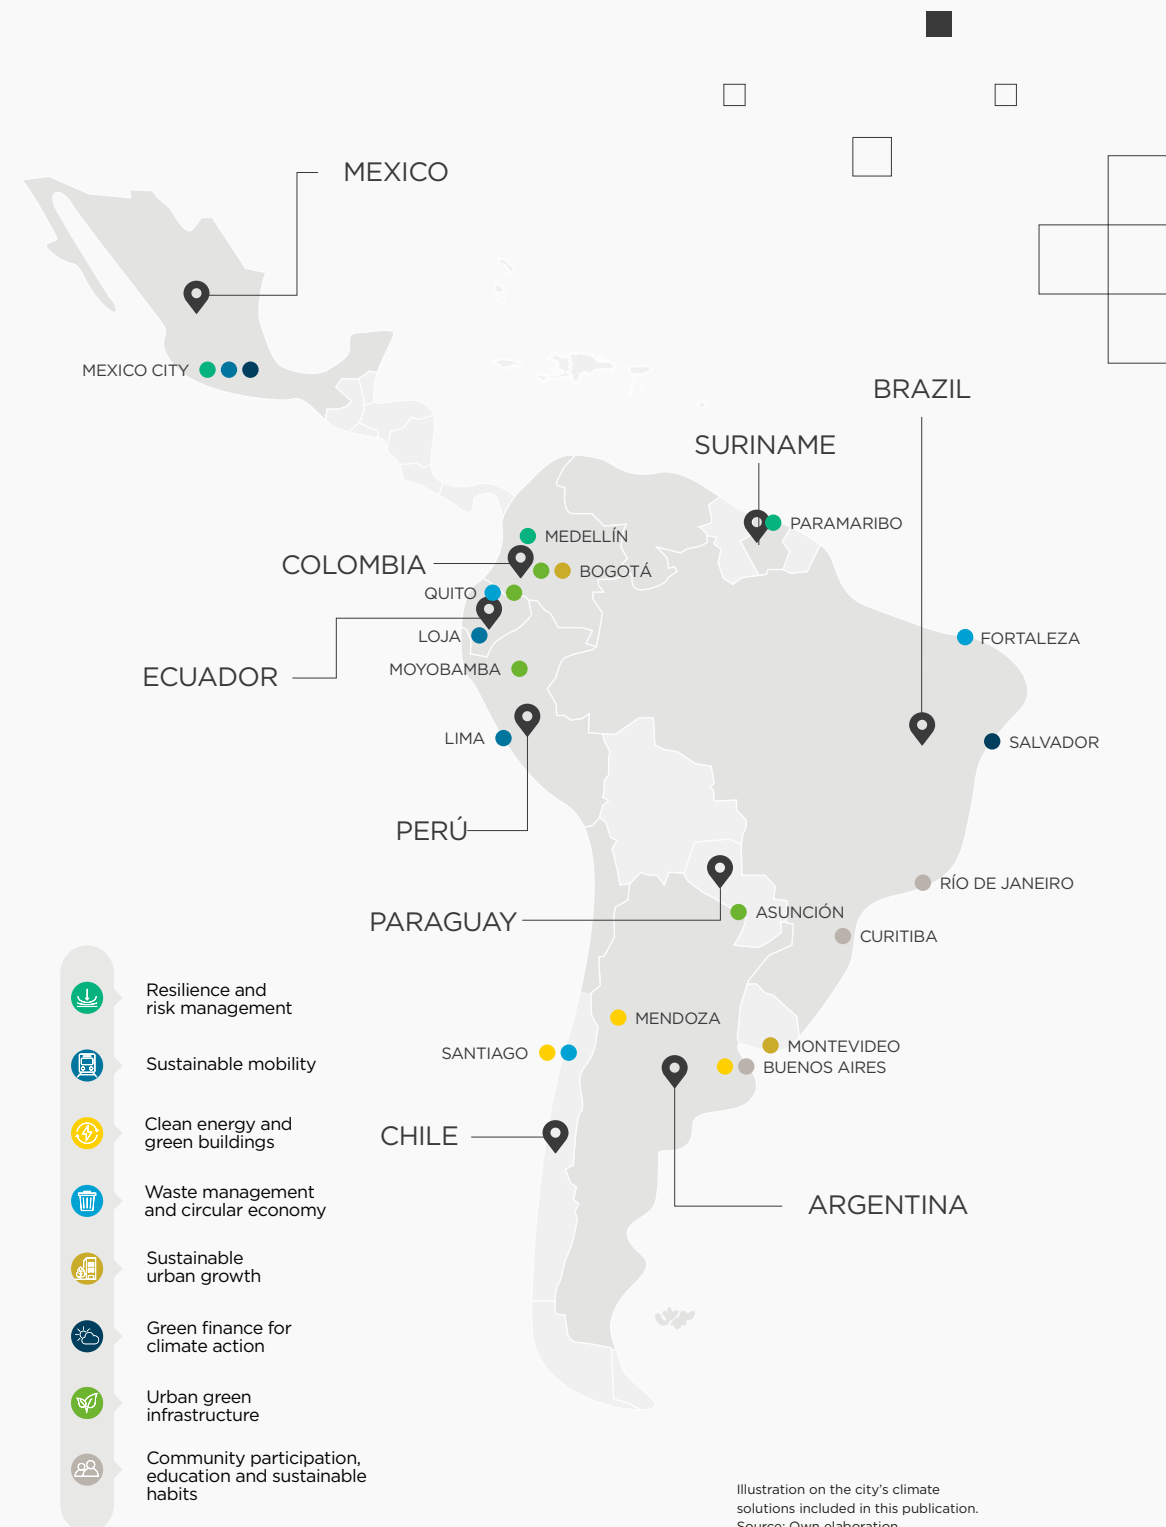 MEXICO
MEXICO CITY
BRAZIL
SURINAME
PARAMARIBO
MEDELLÍN
COLOMBIA
BOGOTÁ
QUITO
LOJA
FORTALEZA
ECUADOR
MOYOBAMBA
LIMA
SALVADOR
PERÚ
RÍO DE JANEIRO
PARAGUAY
ASUNCIÓN
CURITIBA
MENDOZA
SANTIAGO
MONTEVIDEO
BUENOS AIRES
CHILE
ARGENTINA
Resilience and
risk management
Sustainable mobility
Clean energy and
green buildings
Waste management
and circular economy
Sustainable
urban growth
Green finance for
climate action
Urban green
infrastructure
Community participation,
education and sustainable
habits
Illustration on the city’s climate
solutions included in this publication.
Source: Own elaboration